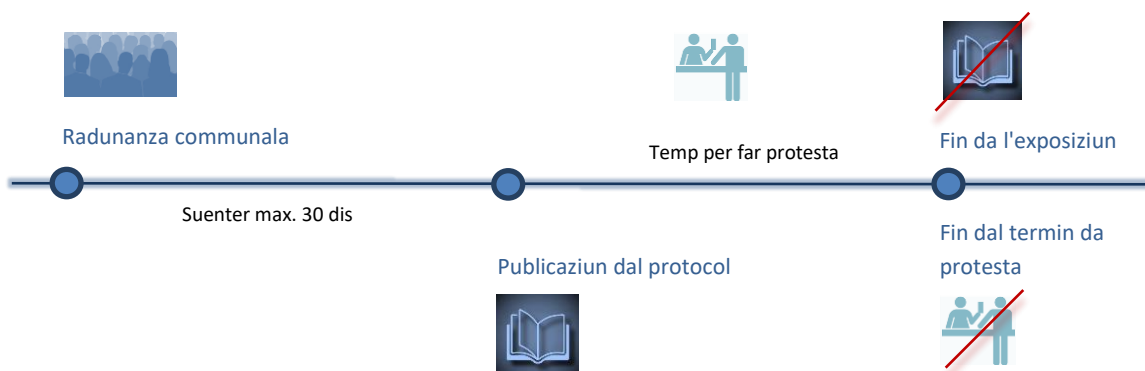 Radunanza communala
Temp per far protesta
Fin da l'exposiziun
Suenter max. 30 dis
Publicaziun dal protocol
Fin dal termin da
protesta